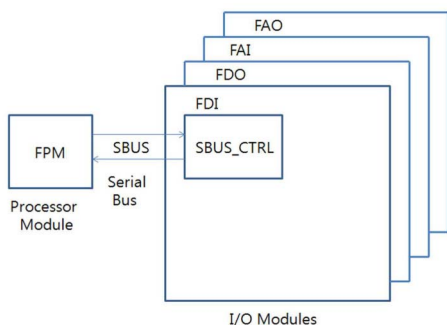 FAO
FAI
FDO
FDI
FPM
SBUS
SBUS_CTRL
Serial
Bus
Processor
Module
I/O Modules